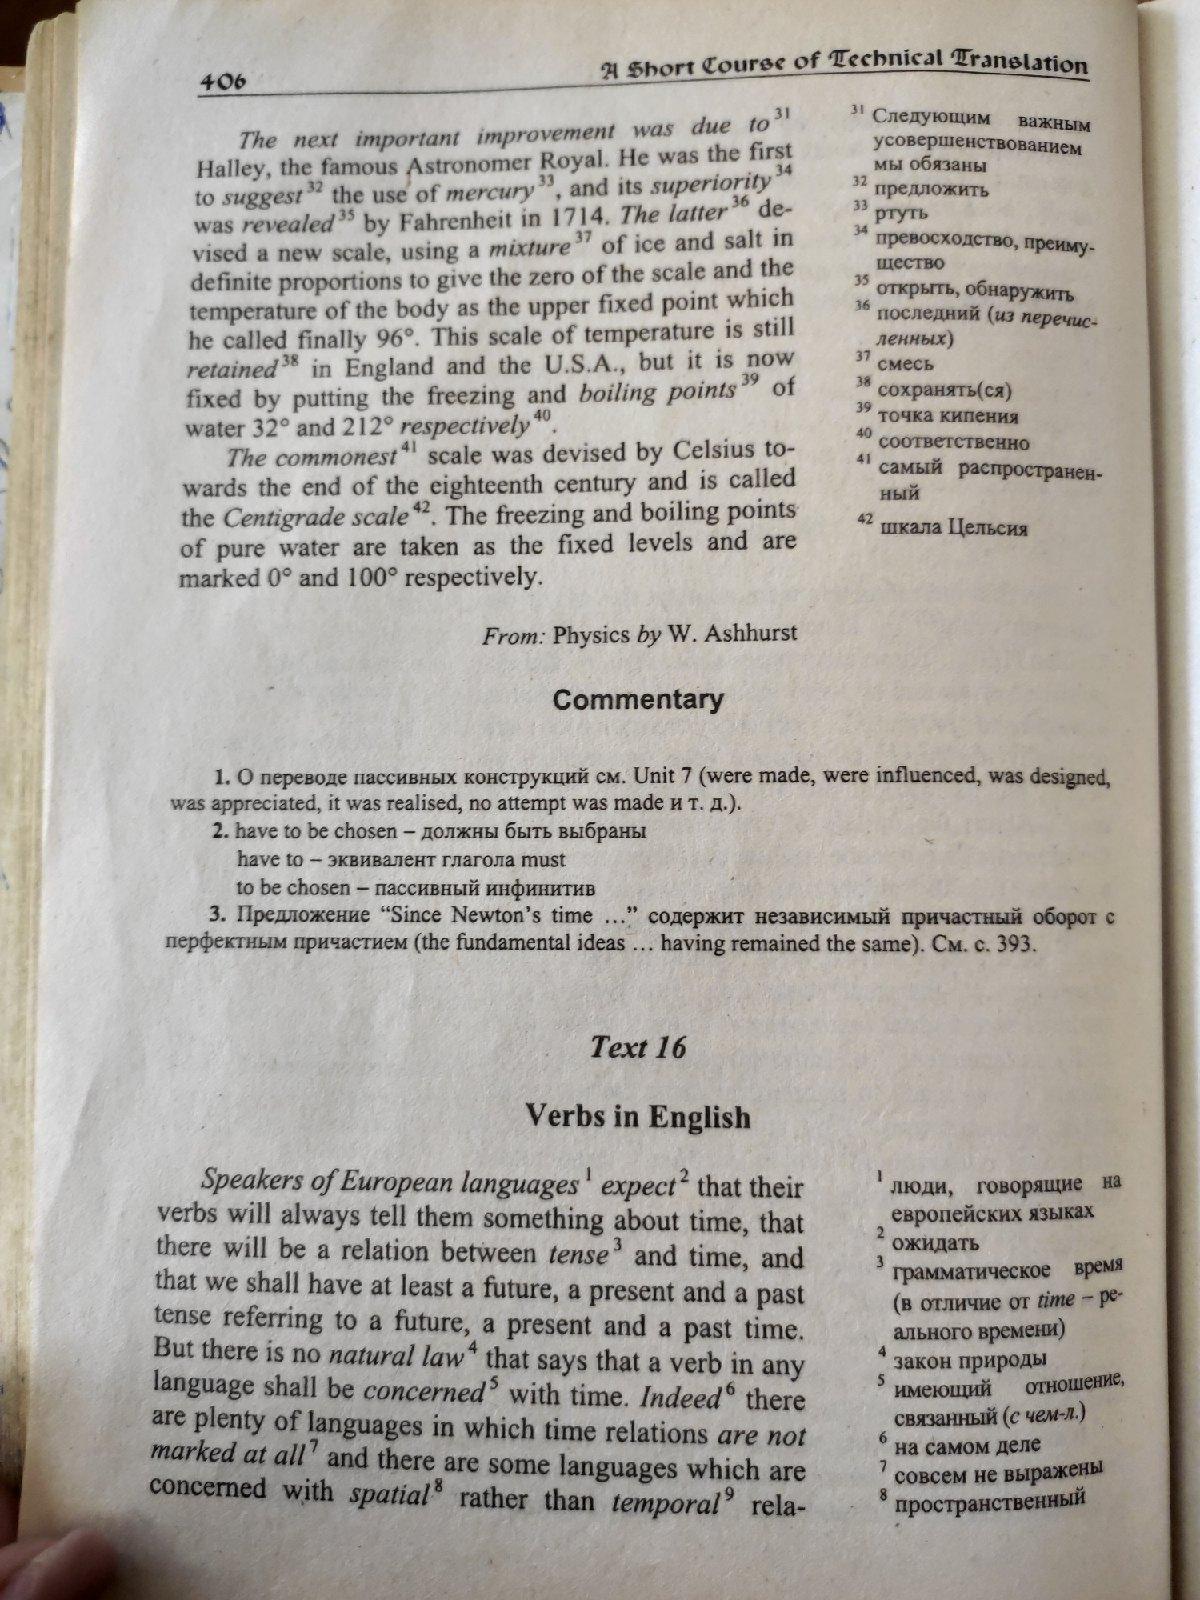 406
A Short Course of Technical Translation
The next important improvement was due to³¹
Halley, the famous Astronomer Royal. He was the first
to suggest³² the use of mercury³³, and its superiority³⁴
was revealed³⁵ by Fahrenheit in 1714. The latter³⁶ de-
vised a new scale, using a mixture³⁷ of ice and salt in
definite proportions to give the zero of the scale and the
temperature of the body as the upper fixed point which
he called finally 96°. This scale of temperature is still
retained³⁸ in England and the U.S.A., but it is now
fixed by putting the freezing and boiling points³⁹ of
water 32° and 212° respectively⁴⁰.
The commonest⁴¹ scale was devised by Celsius to-
wards the end of the eighteenth century and is called
the Centigrade scale⁴². The freezing and boiling points
of pure water are taken as the fixed levels and are
marked 0° and 100° respectively.
³¹ Следующим важным
усовершенствованием
мы обязаны
³² предложить
³³ ртуть
³⁴ превосходство, преиму-
щество
³⁵ открыть, обнаружить
³⁶ последний (из перечис-
ленных)
³⁷ смесь
³⁸ сохранять(ся)
³⁹ точка кипения
⁴⁰ соответственно
⁴¹ самый распространен-
ный
⁴² шкала Цельсия
From: Physics by W. Ashhurst
Commentary
1. О переводе пассивных конструкций см. Unit 7 (were made, were influenced, was designed,
was appreciated, it was realised, no attempt was made и т. д.).
2. have to be chosen – должны быть выбраны
have to – эквивалент глагола must
to be chosen – пассивный инфинитив
3. Предложение “Since Newton’s time ...” содержит независимый причастный оборот с
перфектным причастием (the fundamental ideas ... having remained the same). См. с. 393.
Text 16
Verbs in English
Speakers of European languages¹ expect² that their
verbs will always tell them something about time, that
there will be a relation between tense³ and time, and
that we shall have at least a future, a present and a past
tense referring to a future, a present and a past time.
But there is no natural law⁴ that says that a verb in any
language shall be concerned⁵ with time. Indeed⁶ there
are plenty of languages in which time relations are not
marked at all⁷ and there are some languages which are
concerned with spatial⁸ rather than temporal⁹ rela-
¹ люди, говорящие на
европейских языках
² ожидать
³ грамматическое время
(в отличие от time – ре-
ального времени)
⁴ закон природы
⁵ имеющий отношение,
связанный (с чем-л.)
⁶ на самом деле
⁷ совсем не выражены
⁸ пространственный